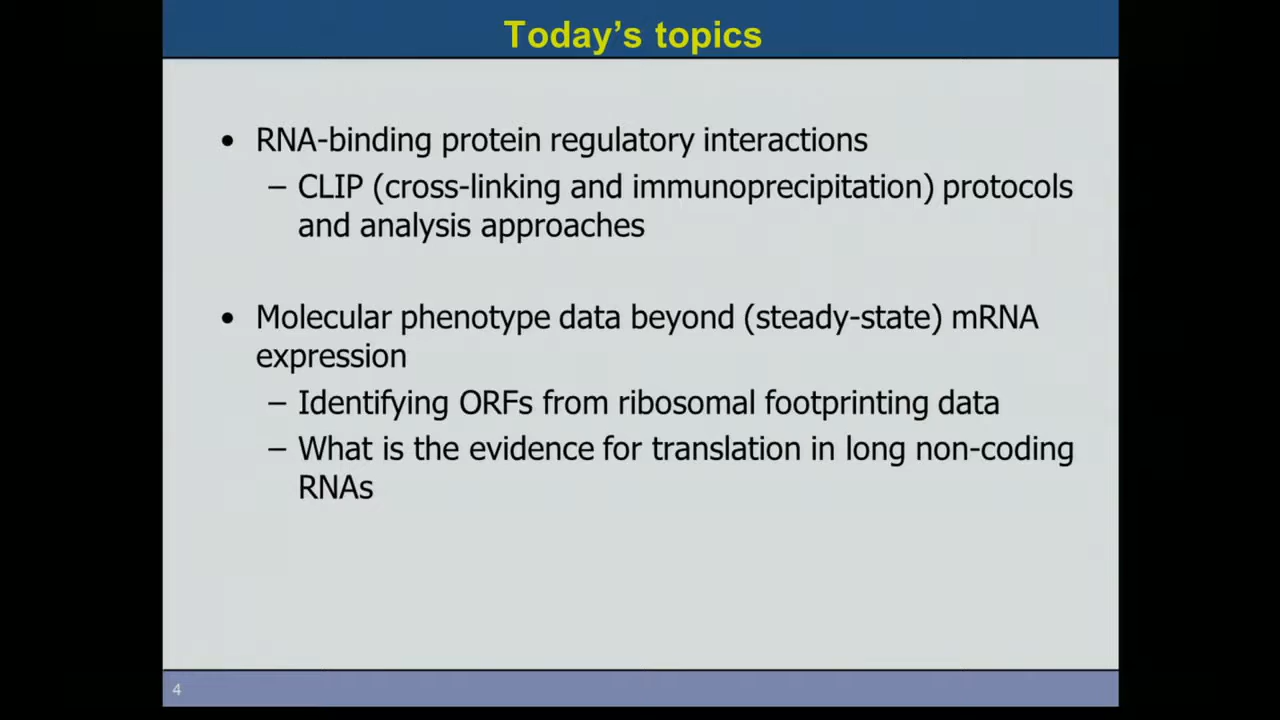 Today's topics
• RNA-binding protein regulatory interactions
– CLIP (cross-linking and immunoprecipitation) protocols
and analysis approaches
• Molecular phenotype data beyond (steady-state) mRNA
expression
– Identifying ORFs from ribosomal footprinting data
– What is the evidence for translation in long non-coding
RNAs
4